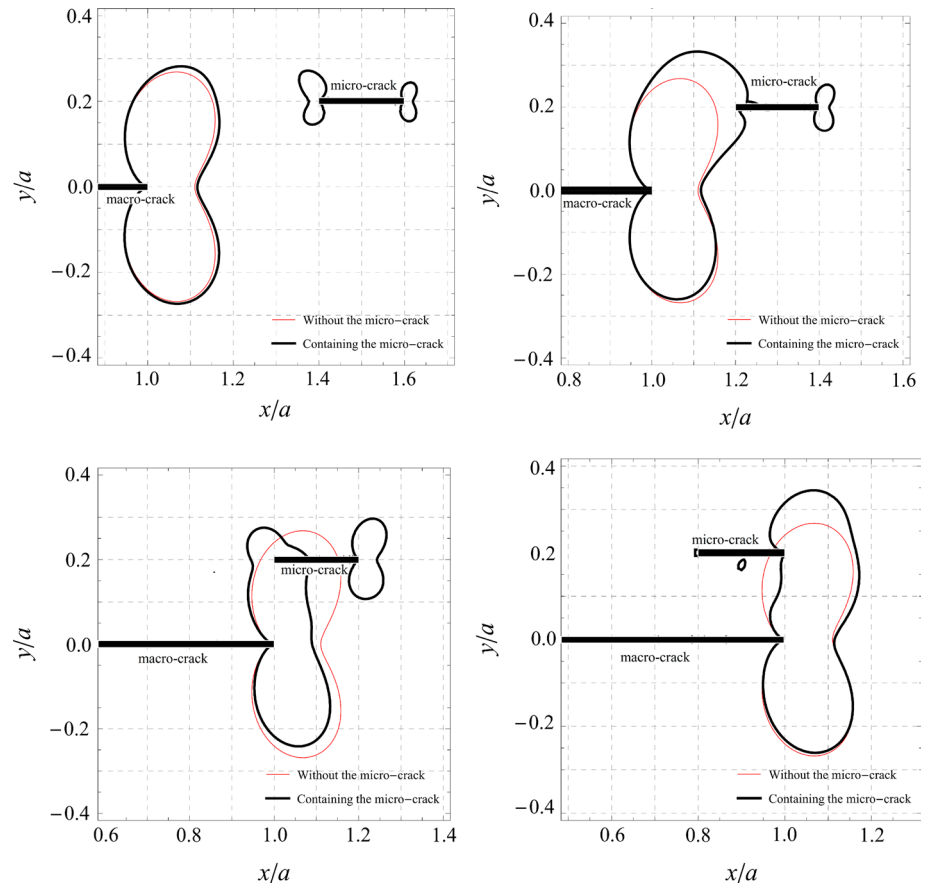 0.4
micro-crack
0.2
y/a
0.0
macro-crack
−0.2
Without the micro−crack
Containing the micro−crack
−0.4
1.0 1.2 1.4 1.6
x/a
0.4
micro-crack
0.2
y/a
0.0
macro-crack
−0.2
Without the micro−crack
Containing the micro−crack
−0.4
0.8 1.0 1.2 1.4 1.6
x/a
0.4
0.2
micro-crack
y/a
0.0
macro-crack
−0.2
Without the micro−crack
Containing the micro−crack
−0.4
0.6 0.8 1.0 1.2 1.4
x/a
0.4
micro-crack
0.2
y/a
0.0
macro-crack
−0.2
Without the micro−crack
Containing the micro−crack
−0.4
0.6 0.8 1.0 1.2
x/a